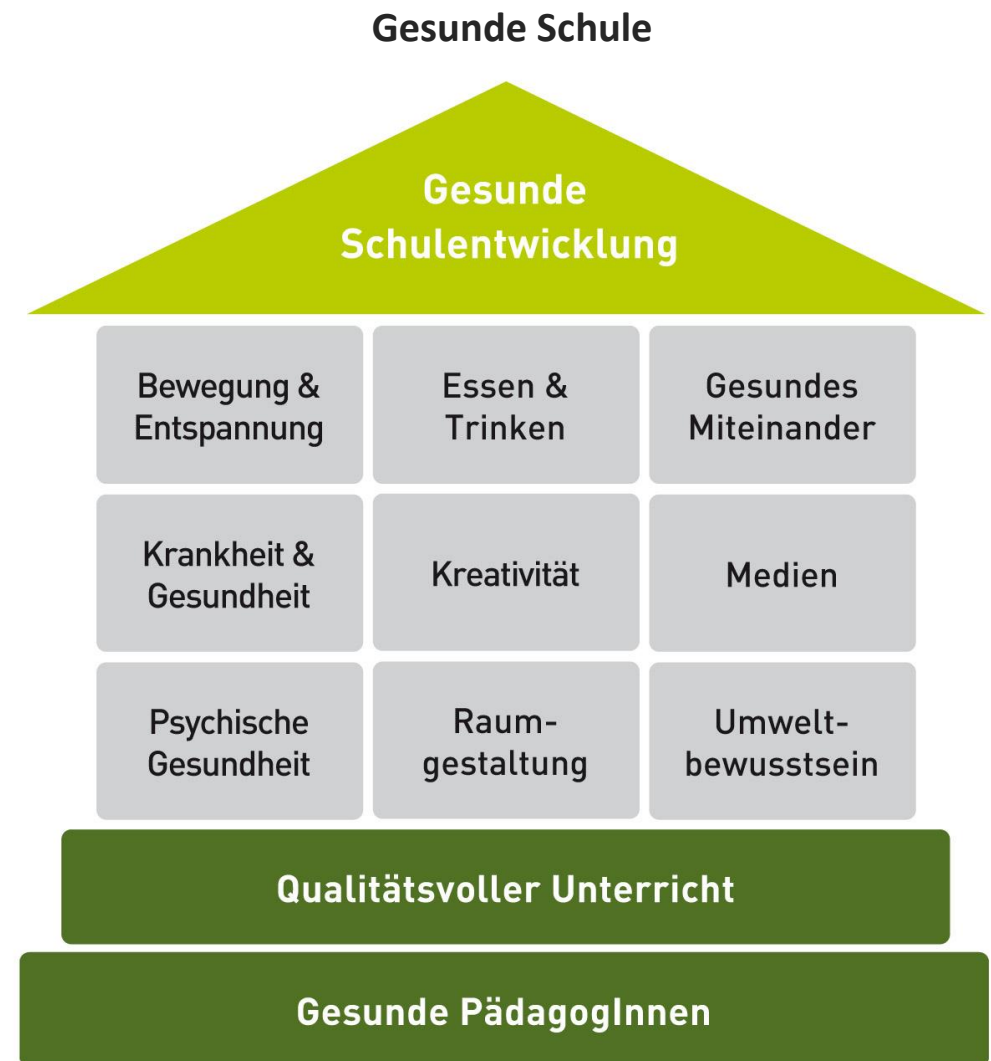 Gesunde Schule
Gesunde
Schulentwicklung
Bewegung &
Entspannung
Essen &
Trinken
Gesundes
Miteinander
Krankheit &
Gesundheit
Kreativität
Medien
Psychische
Gesundheit
Raum-
gestaltung
Umwelt-
bewusstsein
Qualitätsvoller Unterricht
Gesunde PädagogInnen